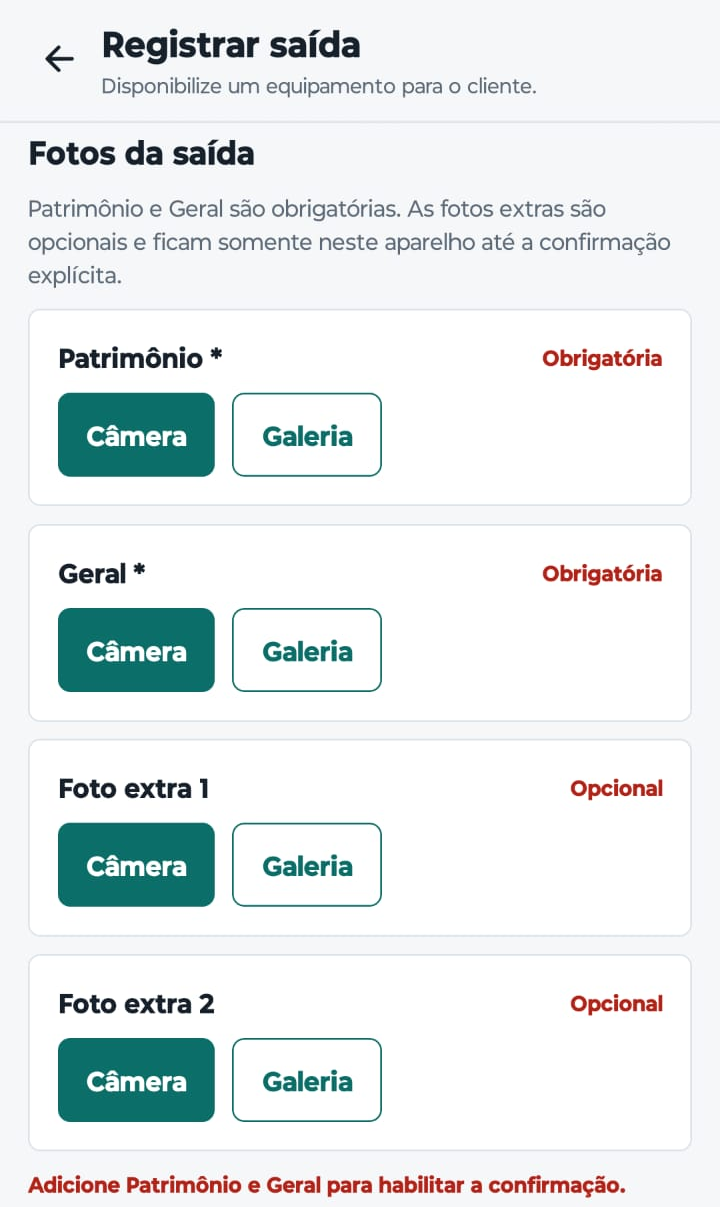 Registrar saída
Disponibilize um equipamento para o cliente.
Fotos da saída
Patrimônio e Geral são obrigatórias. As fotos extras são
opcionais e ficam somente neste aparelho até a confirmação
explícita.
Patrimônio *
Obrigatória
Câmera
Galeria
Geral *
Obrigatória
Câmera
Galeria
Foto extra 1
Opcional
Câmera
Galeria
Foto extra 2
Opcional
Câmera
Galeria
Adicione Patrimônio e Geral para habilitar a confirmação.